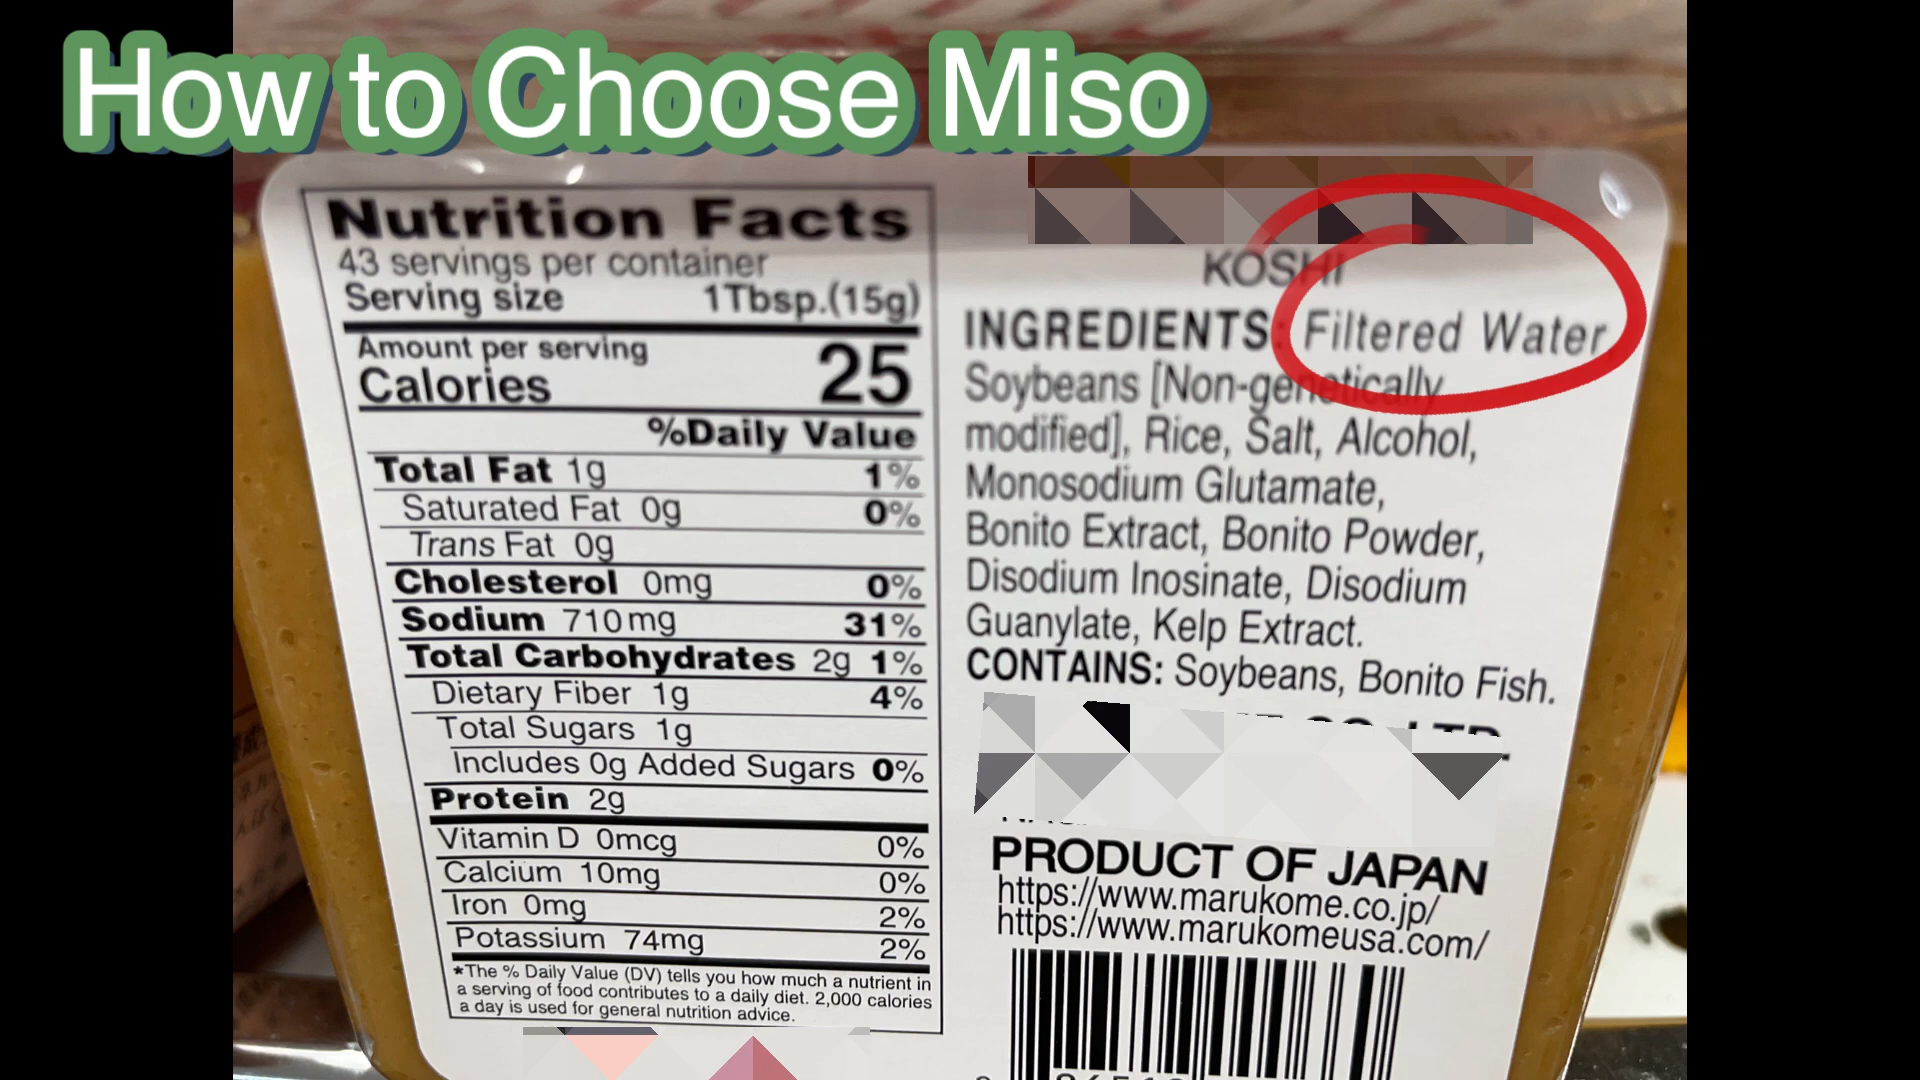 How to Choose Miso
Nutrition Facts
43 servings per container
Serving size 1Tbsp.(15g)
Amount per serving
Calories 25
%Daily Value
Total Fat 1g 1%
Saturated Fat 0g 0%
Trans Fat 0g
Cholesterol 0mg 0%
Sodium 710mg 31%
Total Carbohydrates 2g 1%
Dietary Fiber 1g 4%
Total Sugars 1g
Includes 0g Added Sugars 0%
Protein 2g
Vitamin D 0mcg 0%
Calcium 10mg 0%
Iron 0mg 2%
Potassium 74mg 2%
*The % Daily Value (DV) tells you how much a nutrient in
a serving of food contributes to a daily diet. 2,000 calories
a day is used for general nutrition advice.
KOSHI
INGREDIENTS: Filtered Water,
Soybeans [Non-genetically
modified], Rice, Salt, Alcohol,
Monosodium Glutamate,
Bonito Extract, Bonito Powder,
Disodium Inosinate, Disodium
Guanylate, Kelp Extract.
CONTAINS: Soybeans, Bonito Fish.
PRODUCT OF JAPAN
https://www.marukome.co.jp/
https://www.marukomeusa.com/